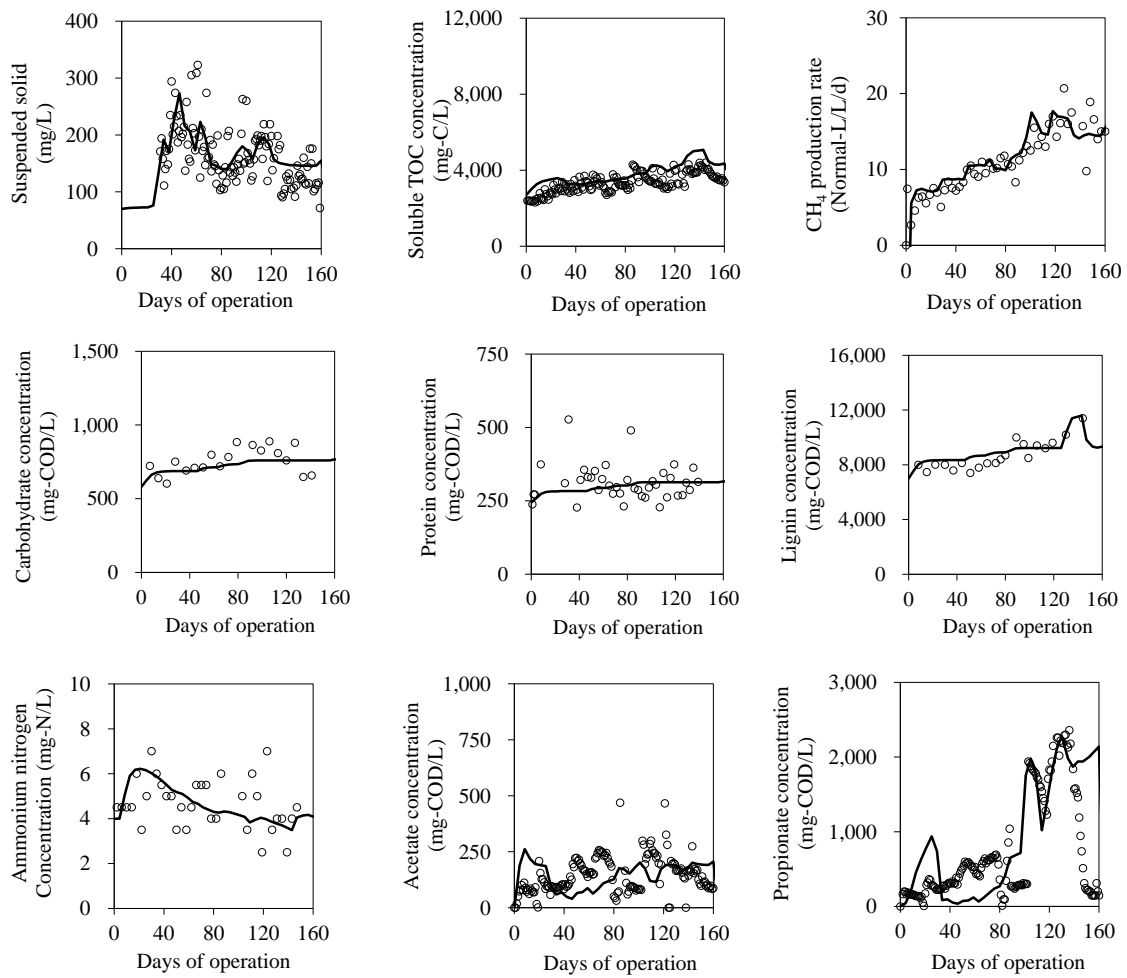 Suspended solid
(mg/L)
400
300
200
100
0
0 40 80 120 160
Days of operation
Soluble TOC concentration
(mg-C/L)
12,000
8,000
4,000
0
0 40 80 120 160
Days of operation
CH4 production rate
(Normal-L/L/d)
30
20
10
0
0 40 80 120 160
Days of operation
Carbohydrate concentration
(mg-COD/L)
1,500
1,000
500
0
0 40 80 120 160
Days of operation
Protein concentration
(mg-COD/L)
750
500
250
0
0 40 80 120 160
Days of operation
Lignin concentration
(mg-COD/L)
16,000
12,000
8,000
4,000
0
0 40 80 120 160
Days of operation
Ammonium nitrogen
Concentration (mg-N/L)
10
8
6
4
2
0
0 40 80 120 160
Days of operation
Acetate concentration
(mg-COD/L)
1,000
750
500
250
0
0 40 80 120 160
Days of operation
Propionate concentration
(mg-COD/L)
3,000
2,000
1,000
0
0 40 80 120 160
Days of operation